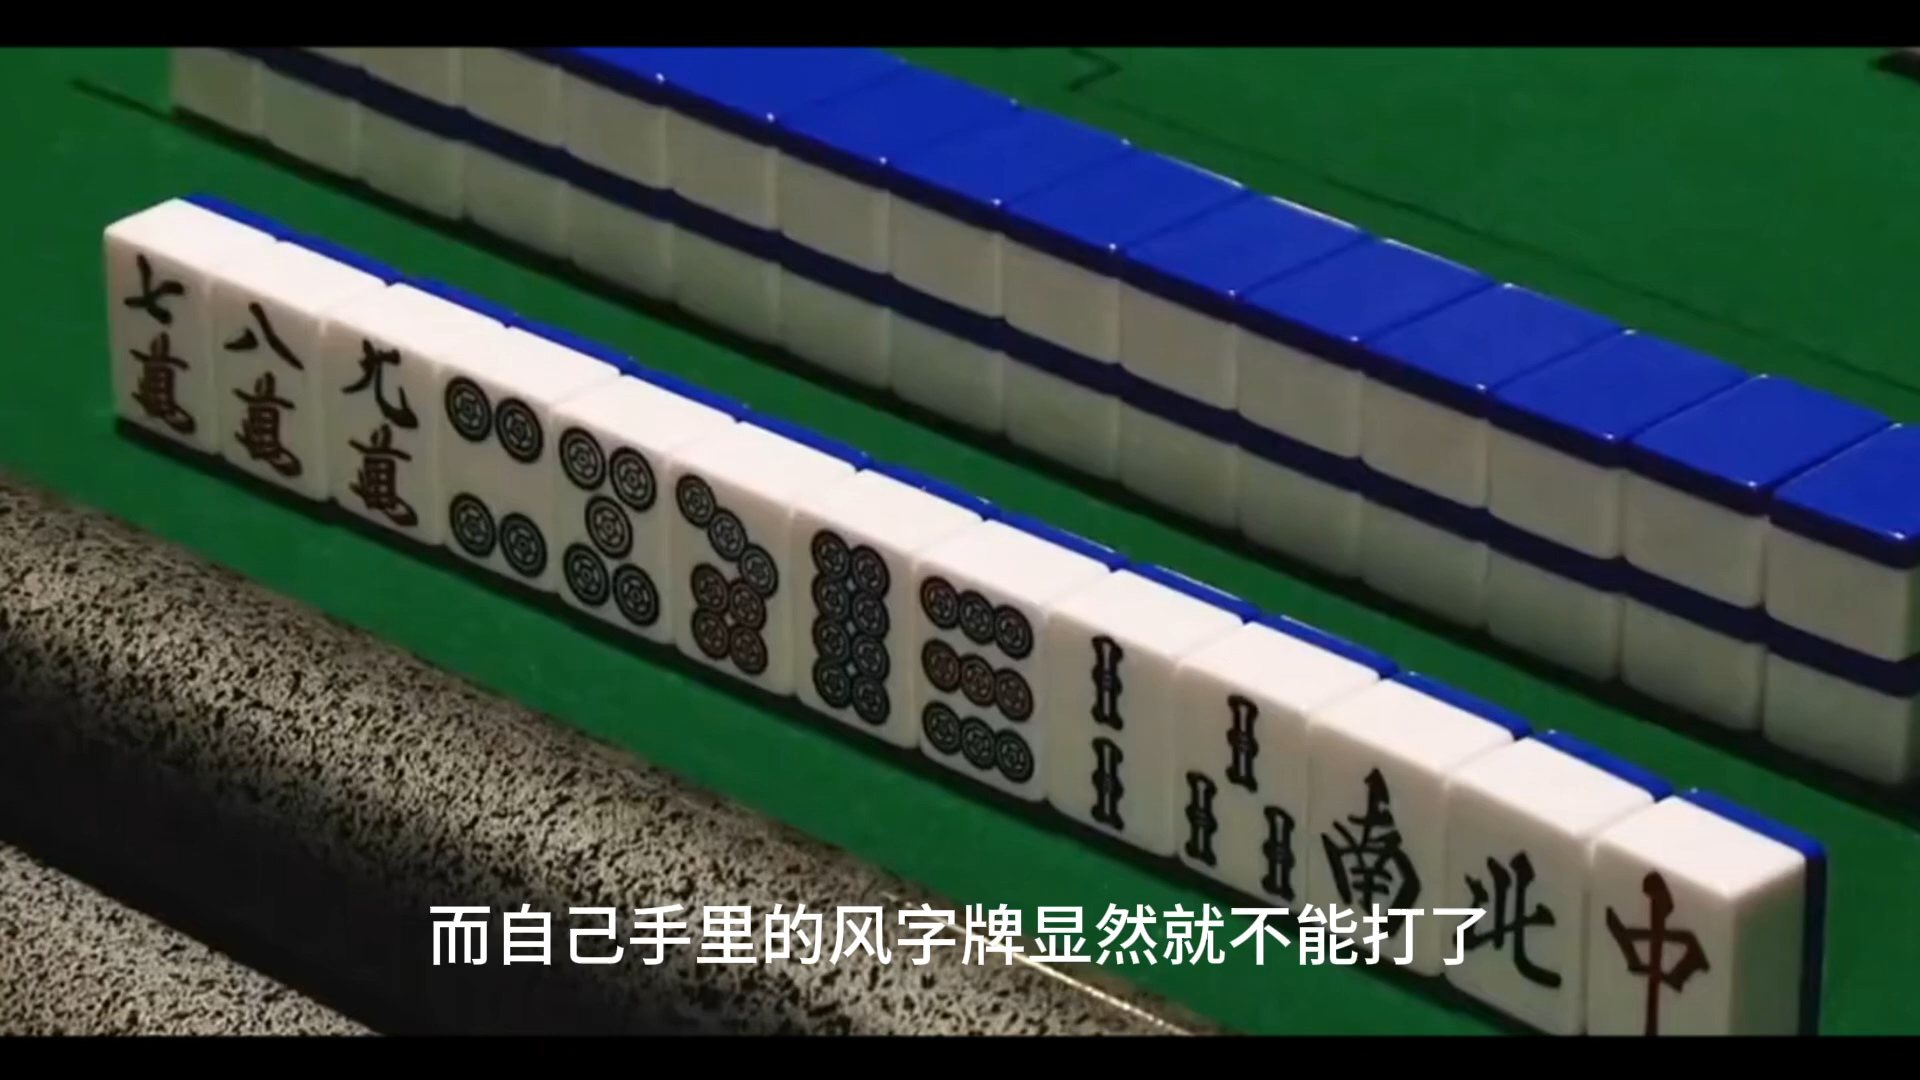 七萬
八萬
九萬
南
北
中
而自己手里的风字牌显然就不能打了